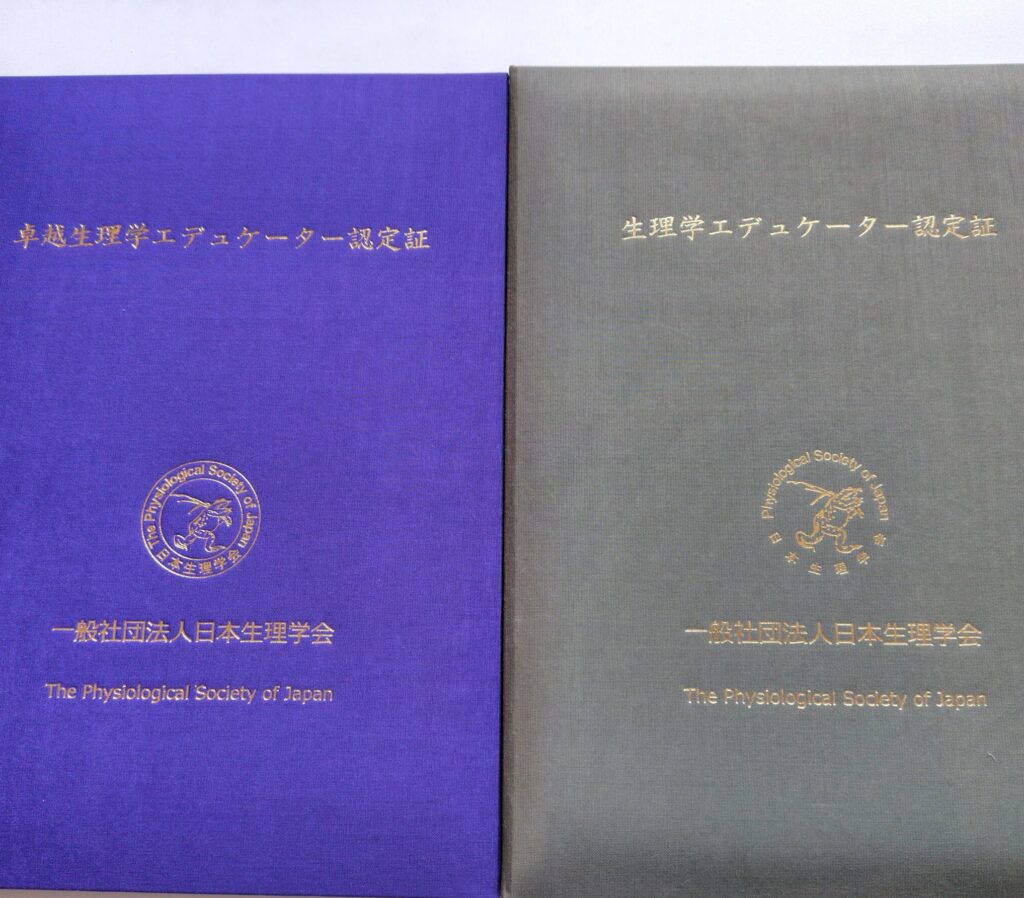 卓越生理学エデュケーター認定証
The Physiological Society of Japan
日本生理学会
一般社団法人日本生理学会
The Physiological Society of Japan
生理学エデュケーター認定証
Physiological Society of Japan
日本生理学会
一般社団法人日本生理学会
The Physiological Society of Japan